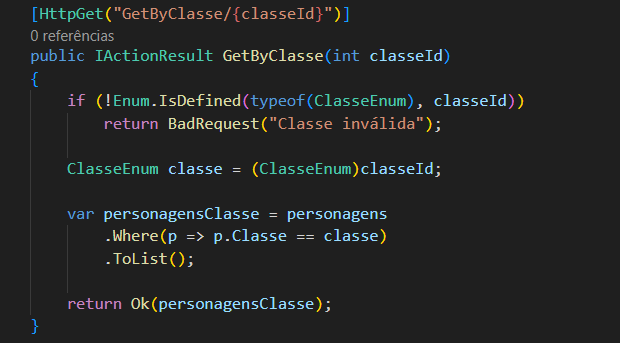 [HttpGet("GetByClasse/{classeId}")]
0 referências
public IActionResult GetByClasse(int classeId)
{
if (!Enum.IsDefined(typeof(ClasseEnum), classeId))
return BadRequest("Classe inválida");
ClasseEnum classe = (ClasseEnum)classeId;
var personagensClasse = personagens
.Where(p => p.Classe == classe)
.ToList();
return Ok(personagensClasse);
}